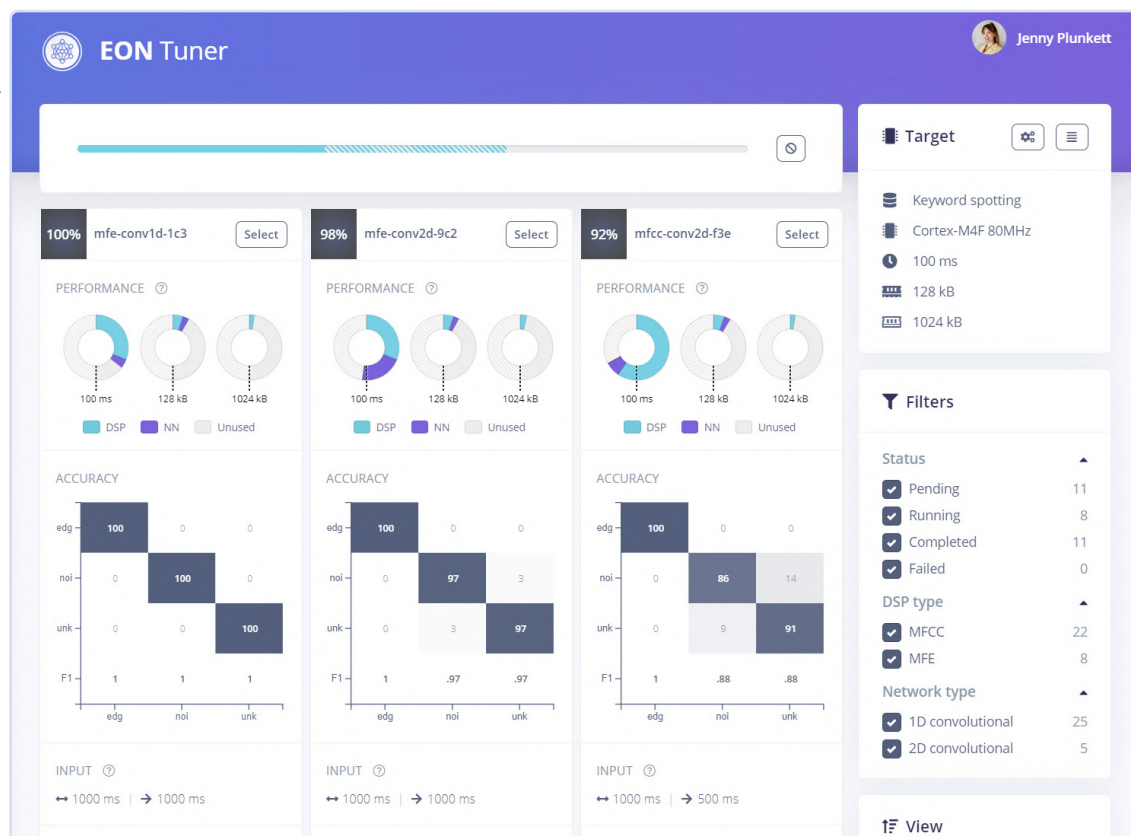 EON Tuner
Jenny Plunkett
Target
Keyword spotting
Cortex-M4F 80MHz
100 ms
128 kB
1024 kB
100% mfe-conv1d-1c3 Select
PERFORMANCE ?
100 ms 128 kB 1024 kB
DSP NN Unused
ACCURACY
edg 100 0 0
noi 0 100 0
unk 0 0 100
F1 1 1 1
edg noi unk
INPUT ?
1000 ms | 1000 ms
98% mfe-conv2d-9c2 Select
PERFORMANCE ?
100 ms 128 kB 1024 kB
DSP NN Unused
ACCURACY
edg 100 0 0
noi 0 97 3
unk 0 3 97
F1 1 .97 .97
edg noi unk
INPUT ?
1000 ms | 1000 ms
92% mfcc-conv2d-f3e Select
PERFORMANCE ?
100 ms 128 kB 1024 kB
DSP NN Unused
ACCURACY
edg 100 0 0
noi 0 86 14
unk 0 9 91
F1 1 .88 .88
edg noi unk
INPUT ?
1000 ms | 500 ms
Filters
Status
Pending 11
Running 8
Completed 11
Failed 0
DSP type
MFCC 22
MFE 8
Network type
1D convolutional 25
2D convolutional 5
View